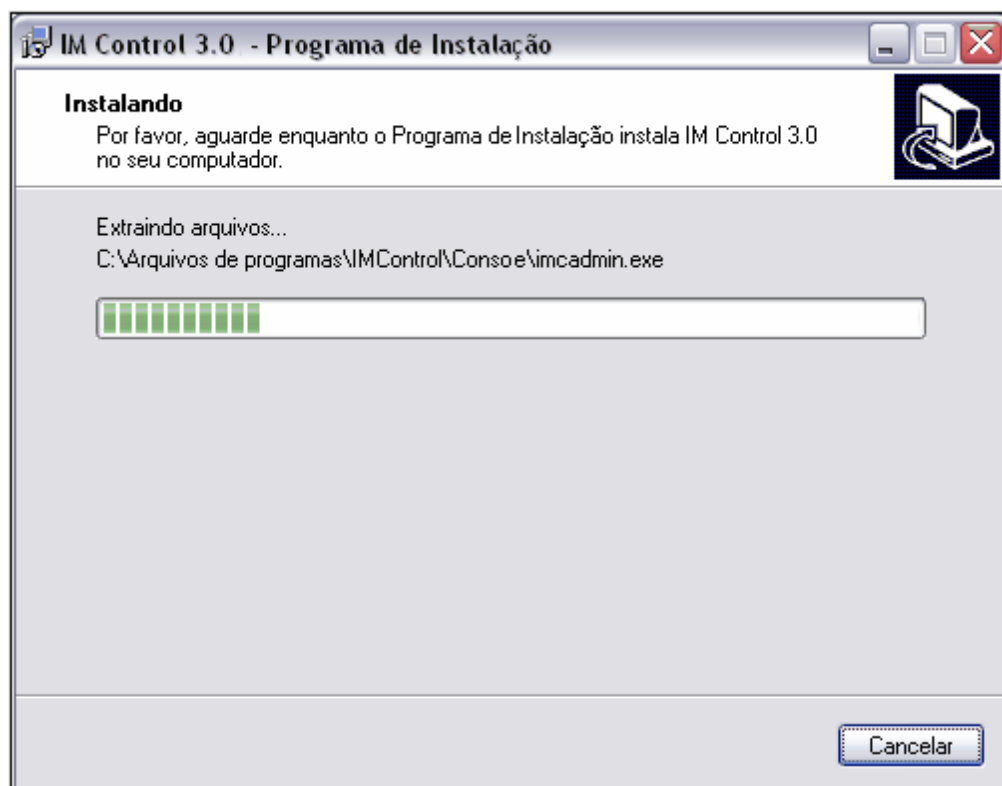 IM Control 3.0 - Programa de Instalação
Instalando
Por favor, aguarde enquanto o Programa de Instalação instala IM Control 3.0
no seu computador.
Extraindo arquivos...
C:\Arquivos de programas\IMControl\Consoe\imcadmin.exe
Cancelar